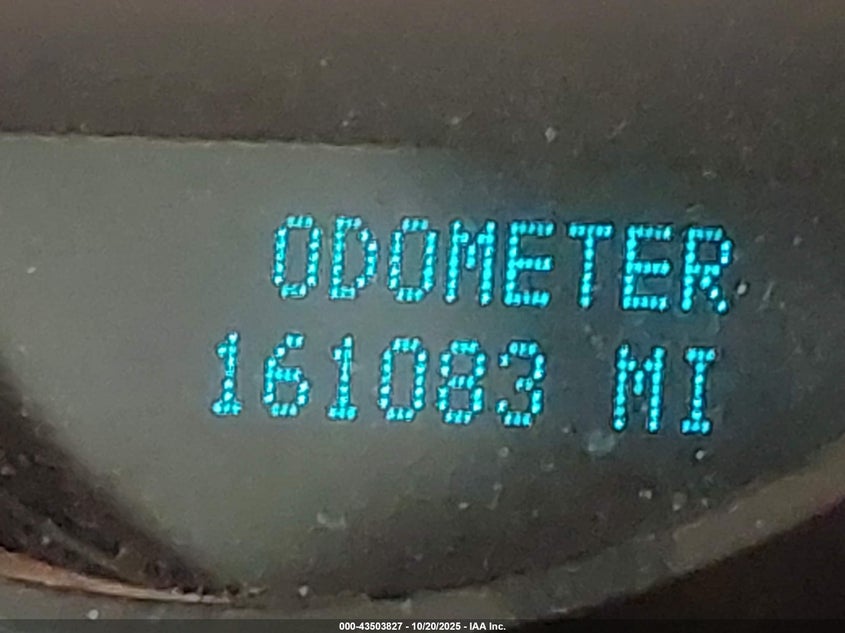 ODOMETER
161083 MI
000-43503827 - 10/20/2025 - IAA Inc.